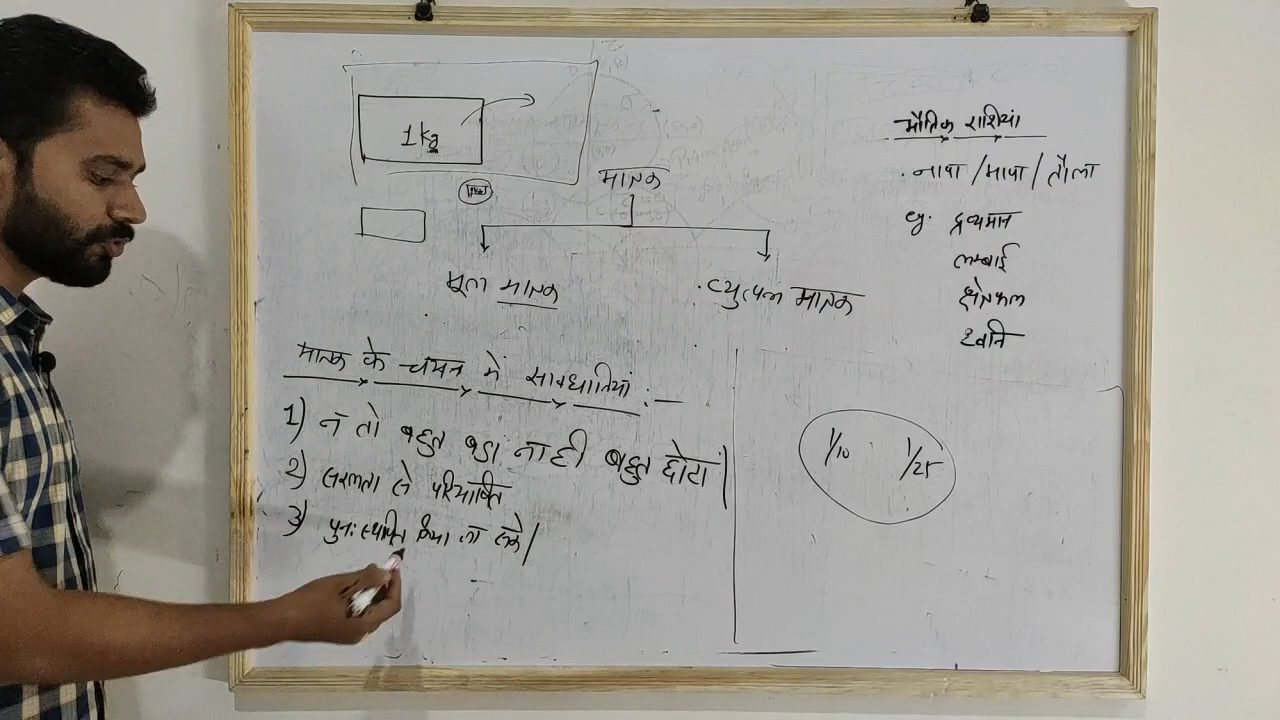 1kg
मानक
मूल मानक
व्युत्पन्न मानक
भौतिक राशियां
नापा / मापा / तौला
eg. द्रव्यमान
लम्बाई
क्षेत्रफल
ध्वनि
मानक के चयन में सावधानियां :—
1) न तो बहुत बड़ा ना ही बहुत छोटा |
2) सरलता से परिभाषित
3) पुनः स्थापित किया जा सके |
1/10 1/25